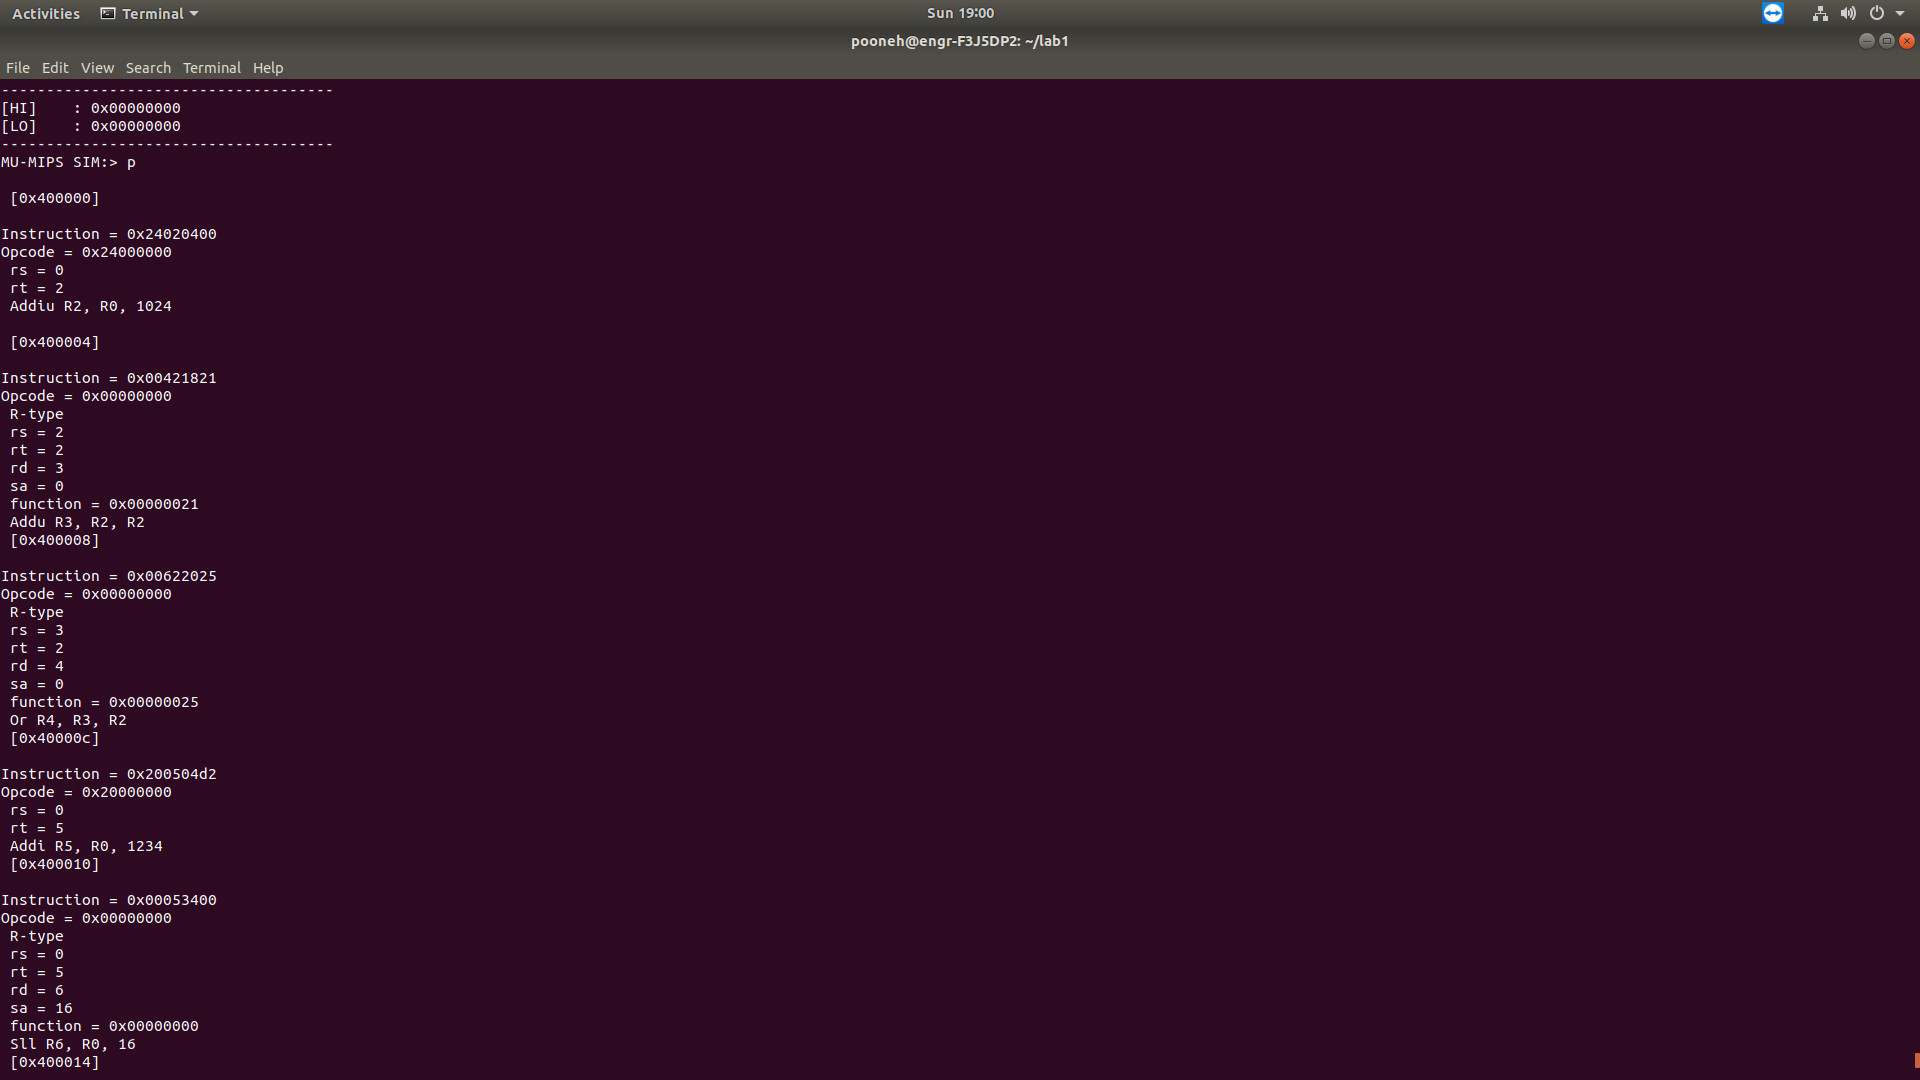 Activities Terminal Sun 19:00
pooneh@engr-F3J5DP2: ~/lab1
File Edit View Search Terminal Help
-------------------------------------
[HI]    : 0x00000000
[LO]    : 0x00000000
-------------------------------------
MU-MIPS SIM:> p
[0x400000]
Instruction = 0x24020400
Opcode = 0x24000000
rs = 0
rt = 2
Addiu R2, R0, 1024
[0x400004]
Instruction = 0x00421821
Opcode = 0x00000000
R-type
rs = 2
rt = 2
rd = 3
sa = 0
function = 0x00000021
Addu R3, R2, R2
[0x400008]
Instruction = 0x00622025
Opcode = 0x00000000
R-type
rs = 3
rt = 2
rd = 4
sa = 0
function = 0x00000025
Or R4, R3, R2
[0x40000c]
Instruction = 0x200504d2
Opcode = 0x20000000
rs = 0
rt = 5
Addi R5, R0, 1234
[0x400010]
Instruction = 0x00053400
Opcode = 0x00000000
R-type
rs = 0
rt = 5
rd = 6
sa = 16
function = 0x00000000
Sll R6, R0, 16
[0x400014]